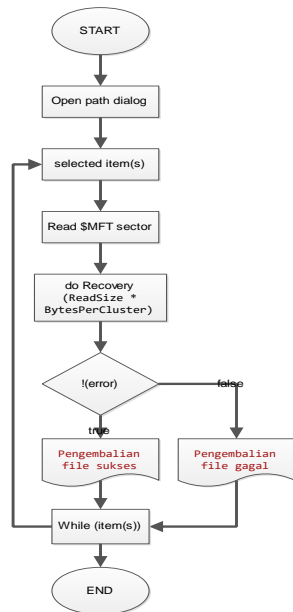 START
Open path dialog
selected item(s)
Read $MFT sector
do Recovery
(ReadSize *
BytesPerCluster)
!(error)
false
true
Pengembalian
file sukses
Pengembalian
file gagal
While (item(s))
END